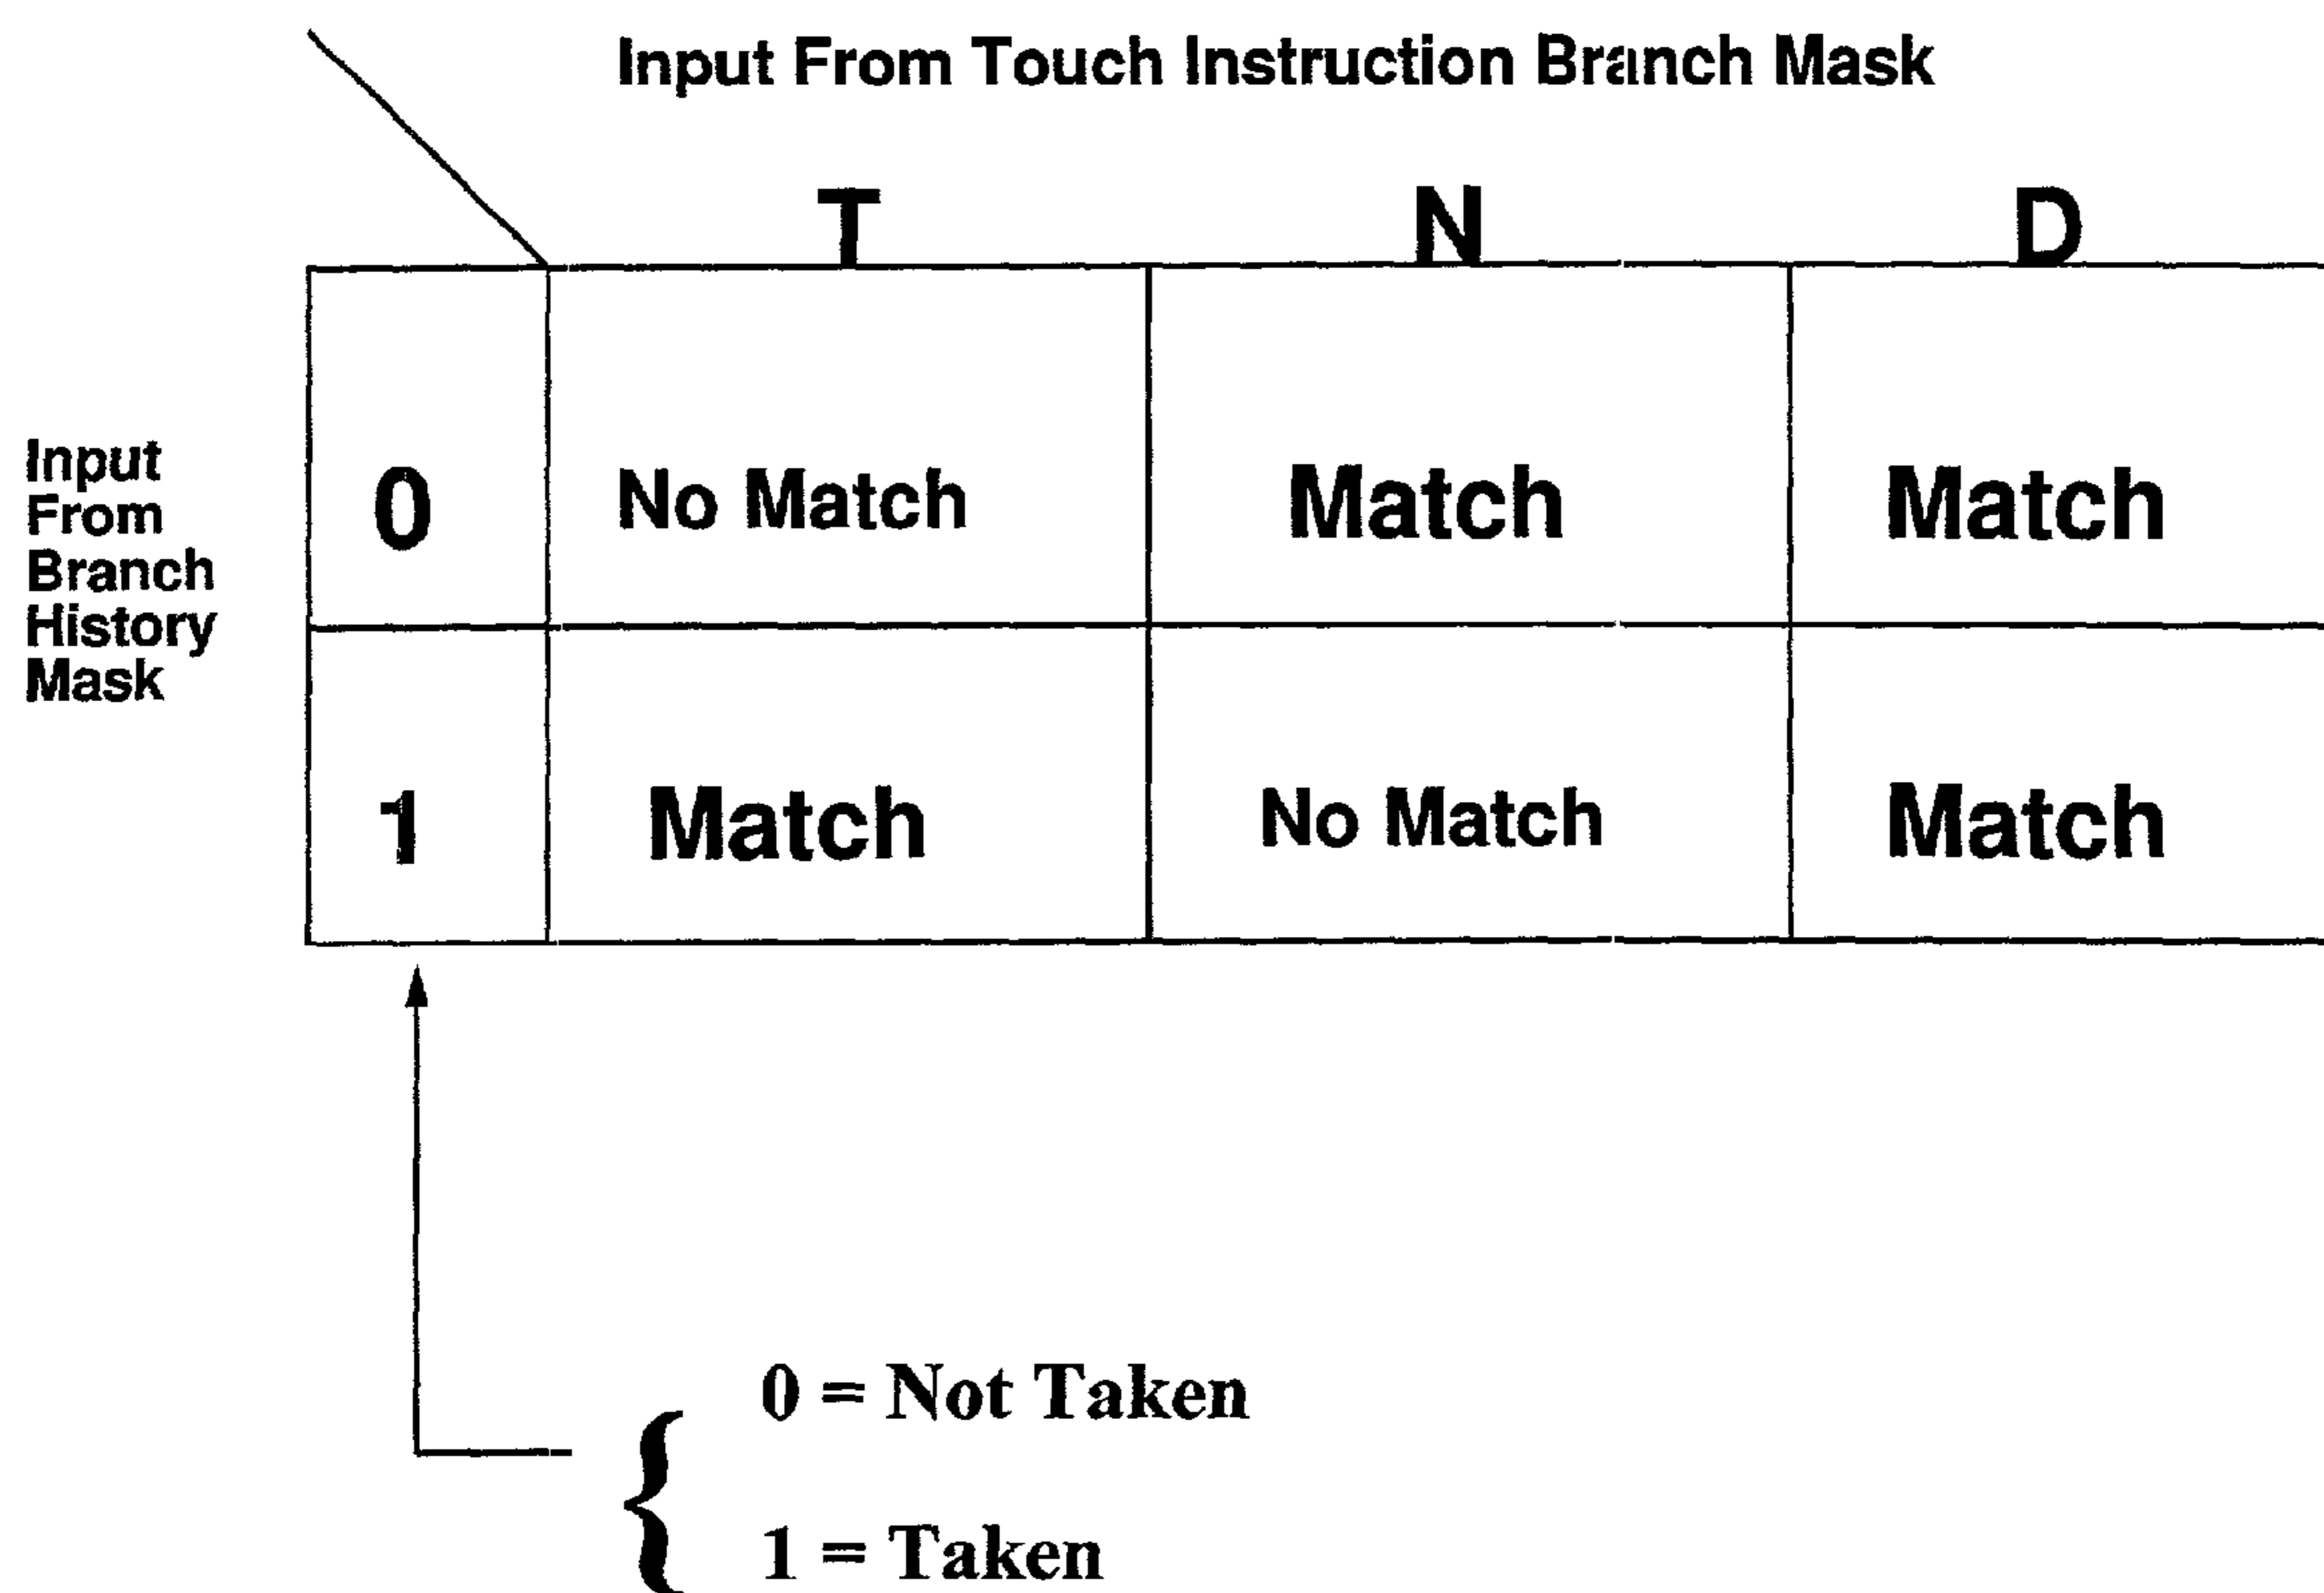 Input From Touch Instruction Branch Mask
T N D
Input
From
Branch
History
Mask
0 No Match Match Match
1 Match No Match Match
0 = Not Taken
1 = Taken